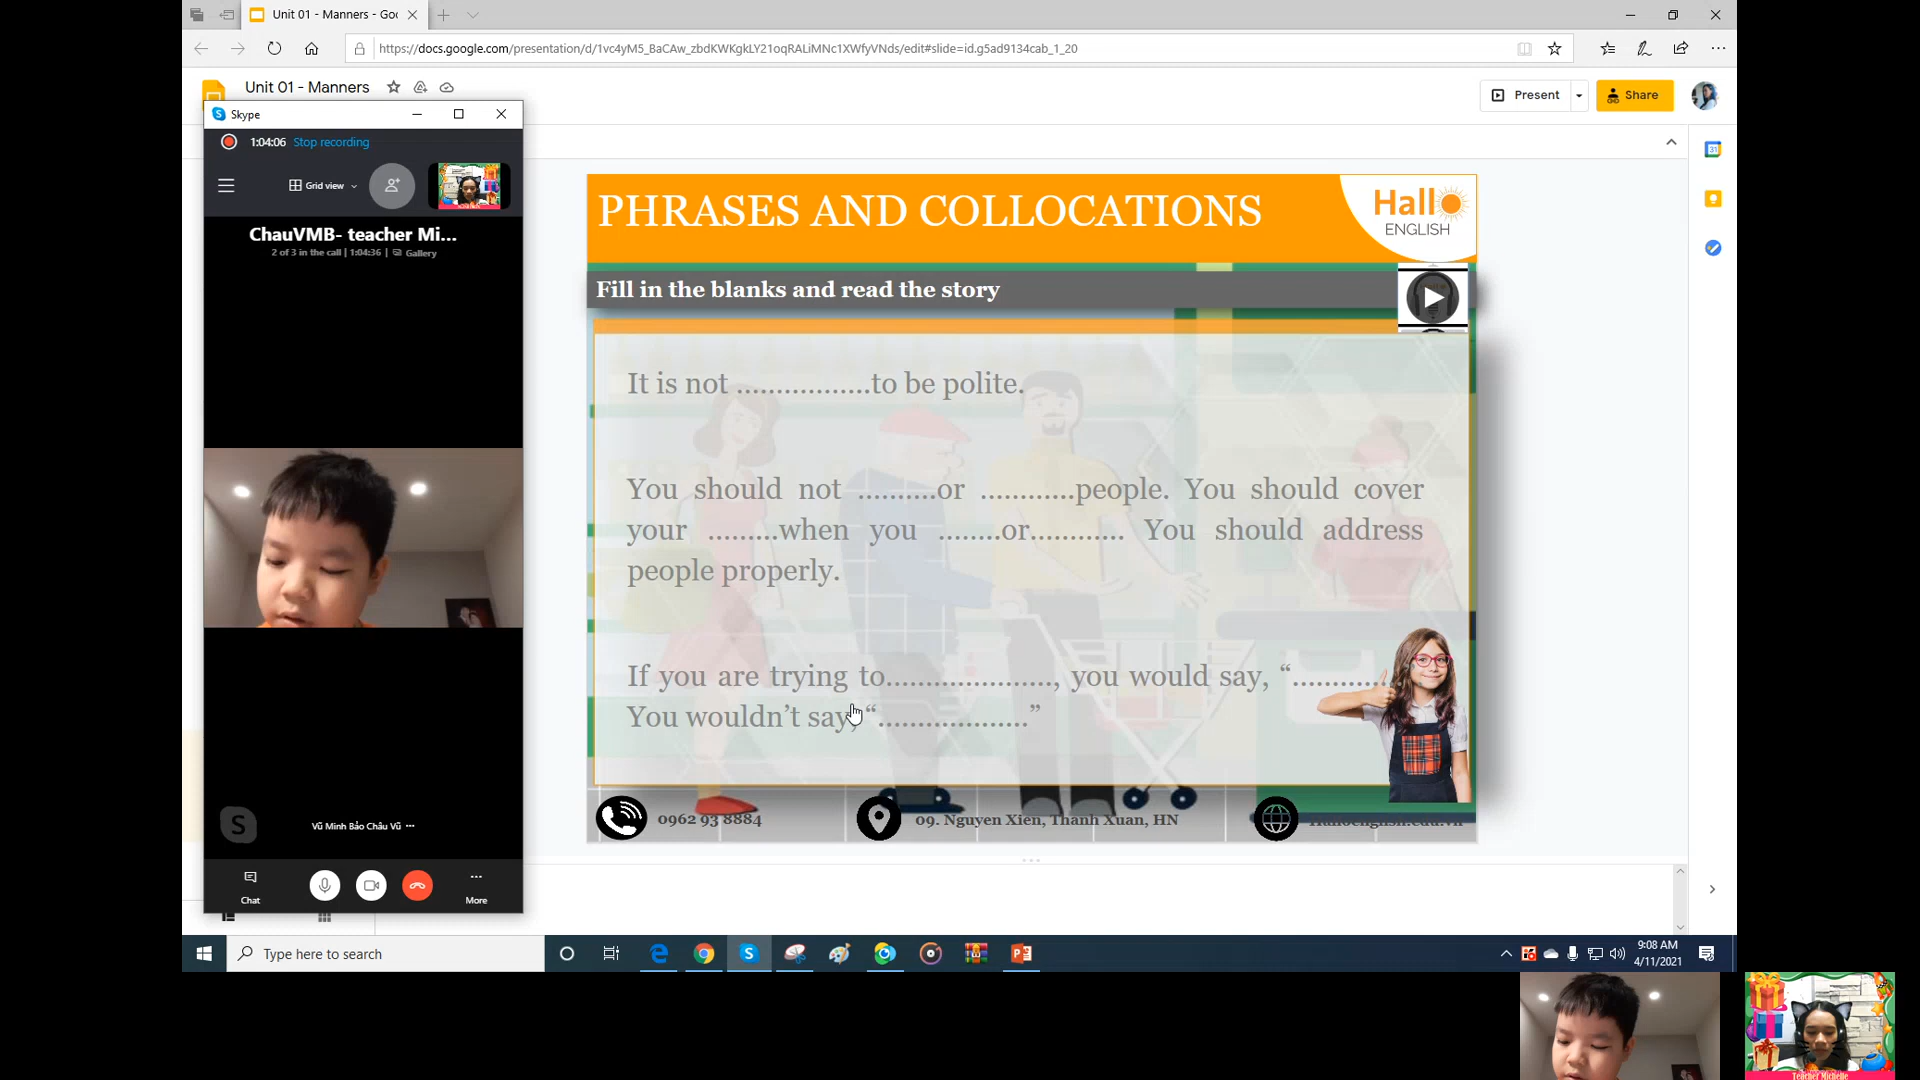 Unit 01 - Manners - Goo
https://docs.google.com/presentation/d/1vc4yM5_BaCAw_zbdKWKgkLY21oqRALiMNc1XWfyVNds/edit#slide=id.g5ad9134cab_1_20
Unit 01 - Manners
Present
Share
Skype
1:04:06 Stop recording
Grid view
ChauVMB- teacher Mi...
2 of 3 in the call | 1:04:36 | Gallery
S
Vũ Minh Bảo Châu Vũ ···
Chat
More
PHRASES AND COLLOCATIONS
Hallo
ENGLISH
Fill in the blanks and read the story
It is not .................to be polite.
You should not ..........or ............people. You should cover
your .........when you ........or............ You should address
people properly.
If you are trying to....................., you would say, “............
You wouldn’t say, “...................”
0962 93 8884
09. Nguyen Xien, Thanh Xuan, HN
31
Type here to search
9:08 AM
4/11/2021
Teacher Michelle